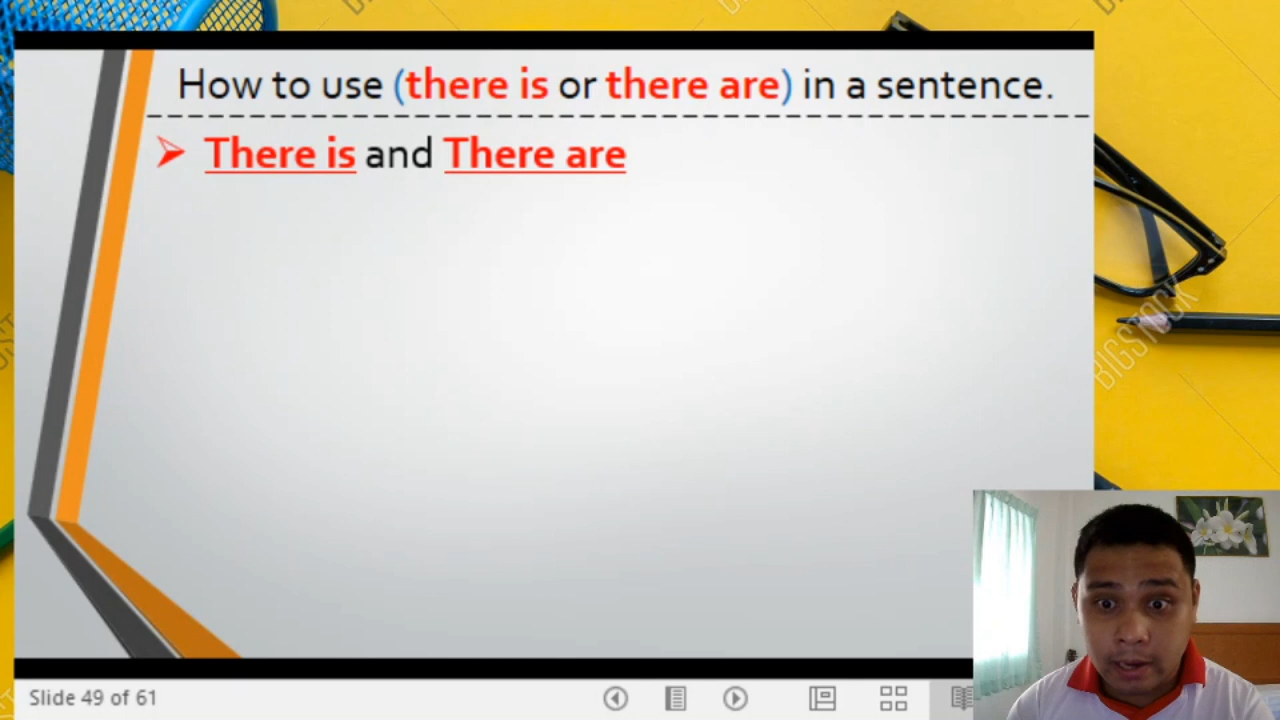 How to use (there is or there are) in a sentence.
➢ There is and There are
BIGSTOCK
Slide 49 of 61